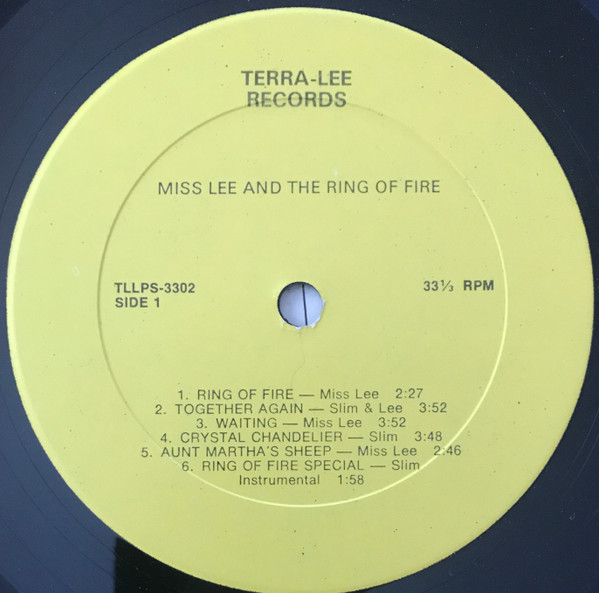 TERRA-LEE
RECORDS
MISS LEE AND THE RING OF FIRE
TLLPS-3302
SIDE 1
33⅓ RPM
1. RING OF FIRE — Miss Lee 2:27
2. TOGETHER AGAIN — Slim & Lee 3:52
3. WAITING — Miss Lee 3:52
4. CRYSTAL CHANDELIER — Slim 3:48
5. AUNT MARTHA'S SHEEP — Miss Lee 2:46
6. RING OF FIRE SPECIAL — Slim
Instrumental 1:58